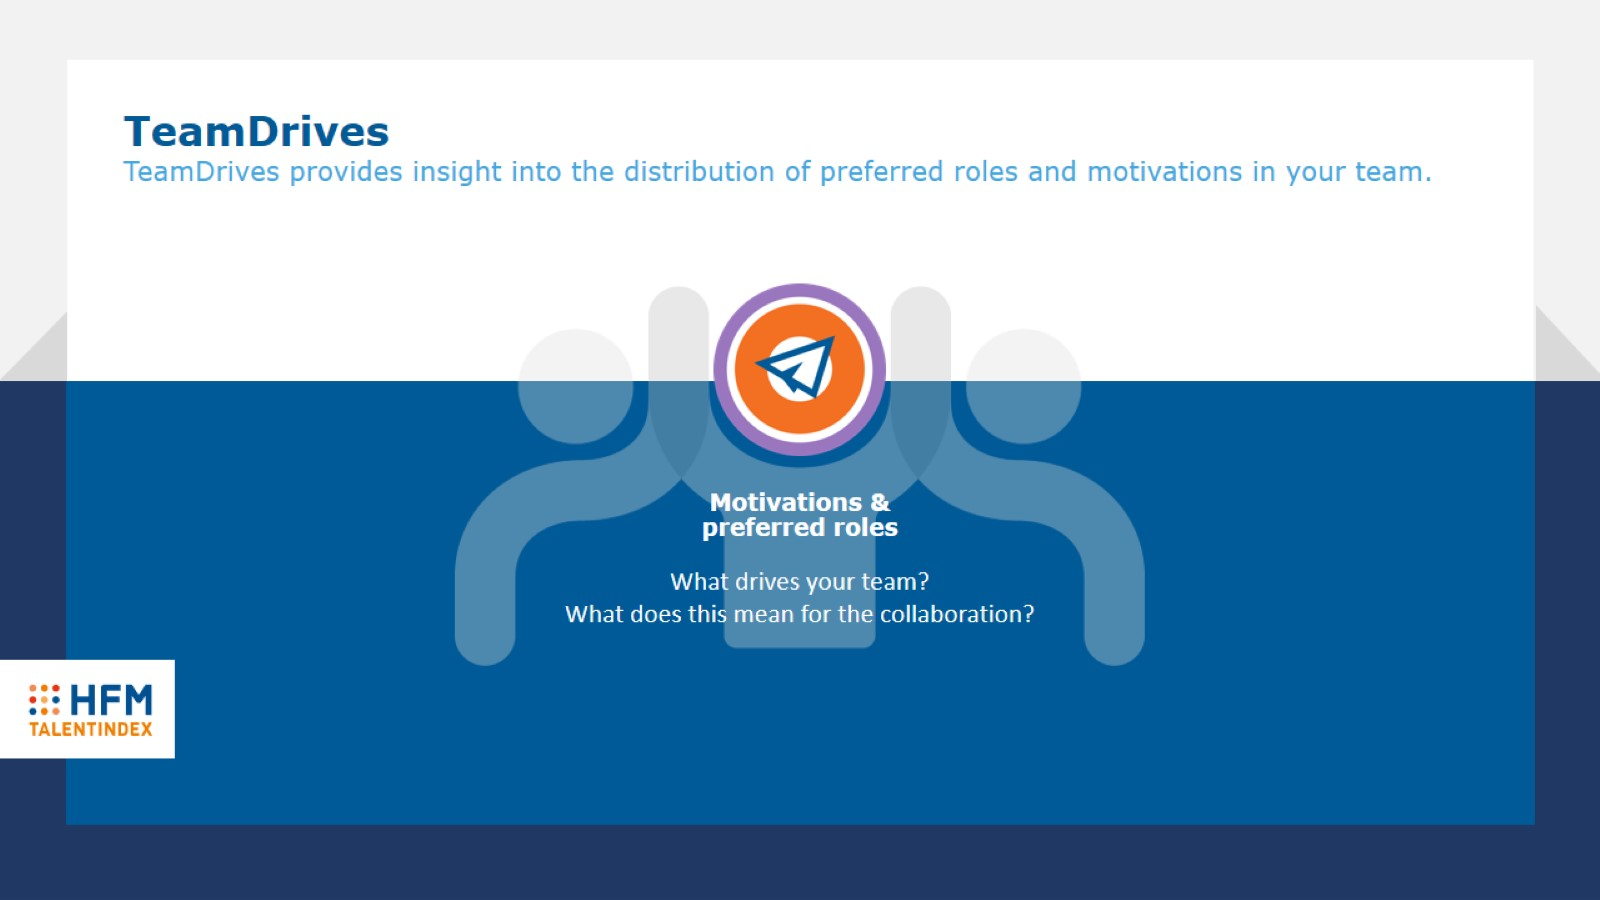 TeamDrives
TeamDrives provides insight into the distribution of preferred roles and motivations in your team.
Motivations &
preferred roles
What drives your team?
What does this mean for the collaboration?
HFM
TALENTINDEX